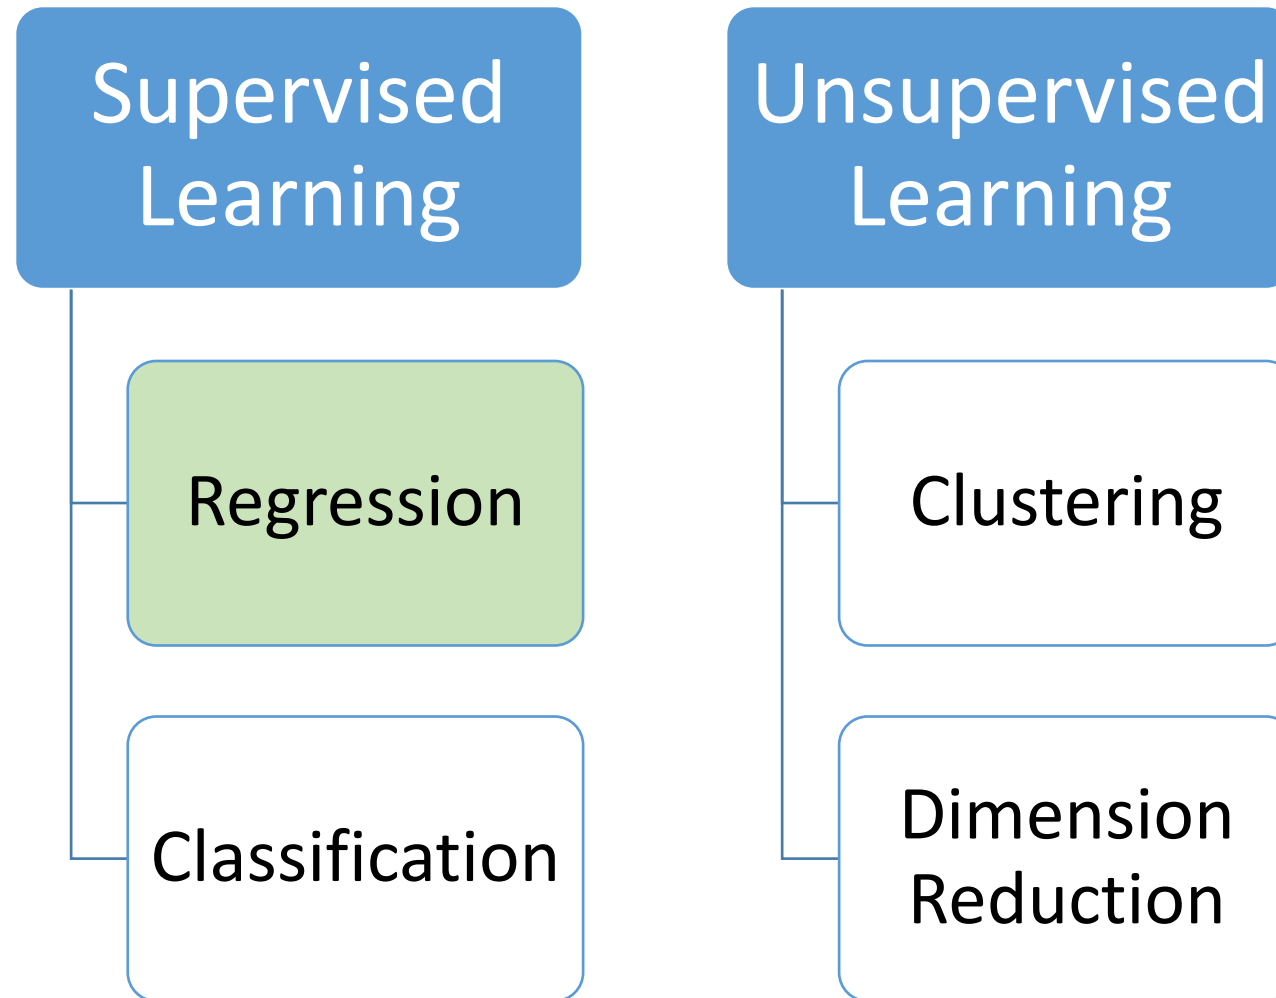 Supervised
Learning
Regression
Classification
Unsupervised
Learning
Clustering
Dimension
Reduction